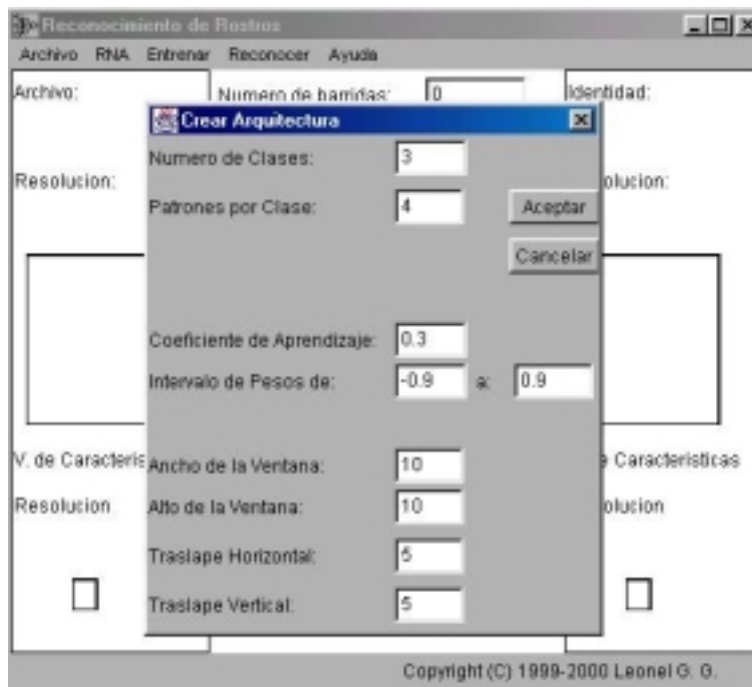 Reconocimiento de Rostros
Archivo RNA Entrenar Reconocer Ayuda
Archivo:
Numero de barridas: 0
Identidad:
Crear Arquitectura
Numero de Clases: 3
Resolucion:
olucion:
Patrones por Clase: 4
Aceptar
Cancelar
Coeficiente de Aprendizaje: 0.3
Intervalo de Pesos de: -0.9 a: 0.9
V. de Caracteris
Ancho de la Ventana: 10
e Caracteristicas
Resolucion
Alto de la Ventana: 10
olucion
Traslape Horizontal: 5
Traslape Vertical: 5
Copyright (C) 1999-2000 Leonel G. G.